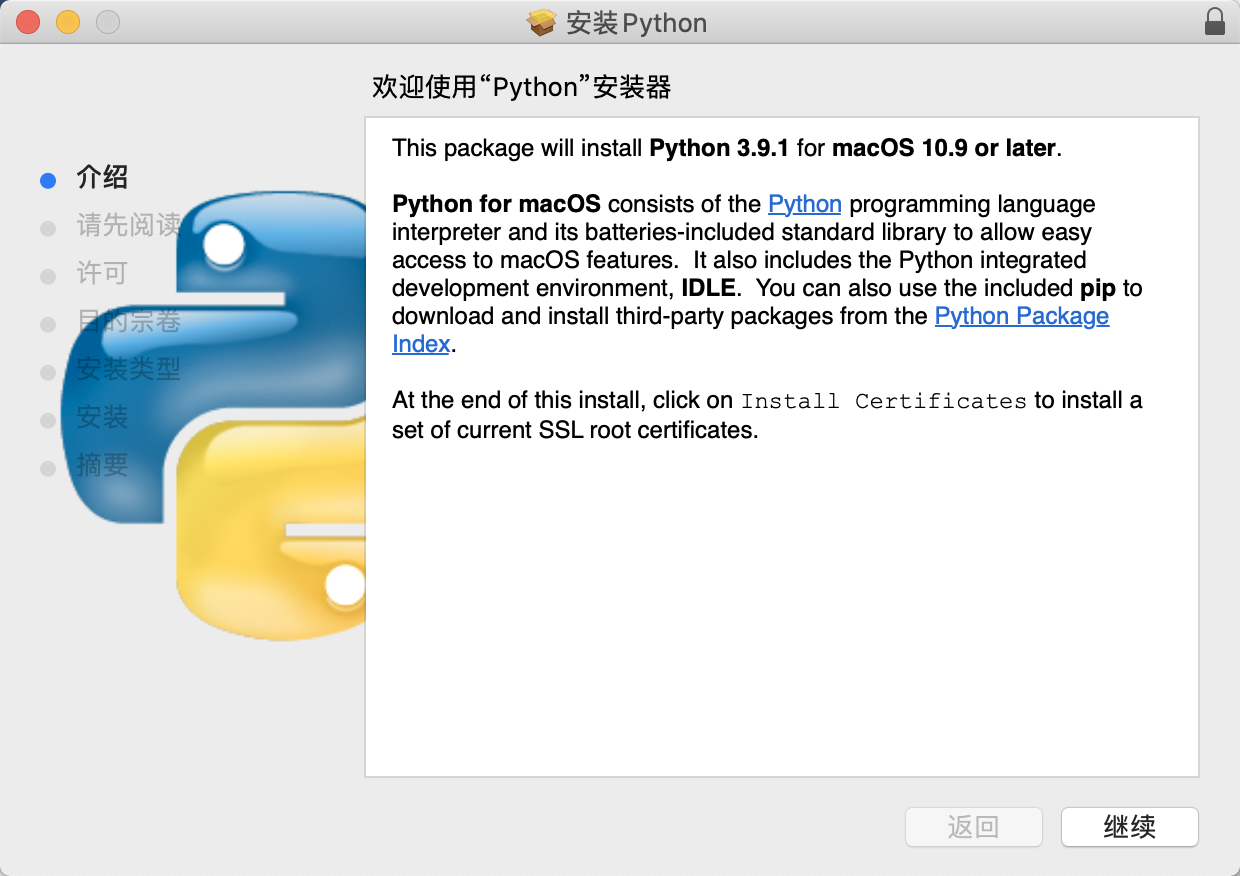 安装Python
欢迎使用“Python”安装器
介绍
请先阅读
许可
目的宗卷
安装类型
安装
摘要
This package will install Python 3.9.1 for macOS 10.9 or later.
Python for macOS consists of the Python programming language
interpreter and its batteries-included standard library to allow easy
access to macOS features.  It also includes the Python integrated
development environment, IDLE.  You can also use the included pip to
download and install third-party packages from the Python Package
Index.
At the end of this install, click on Install Certificates to install a
set of current SSL root certificates.
返回
继续